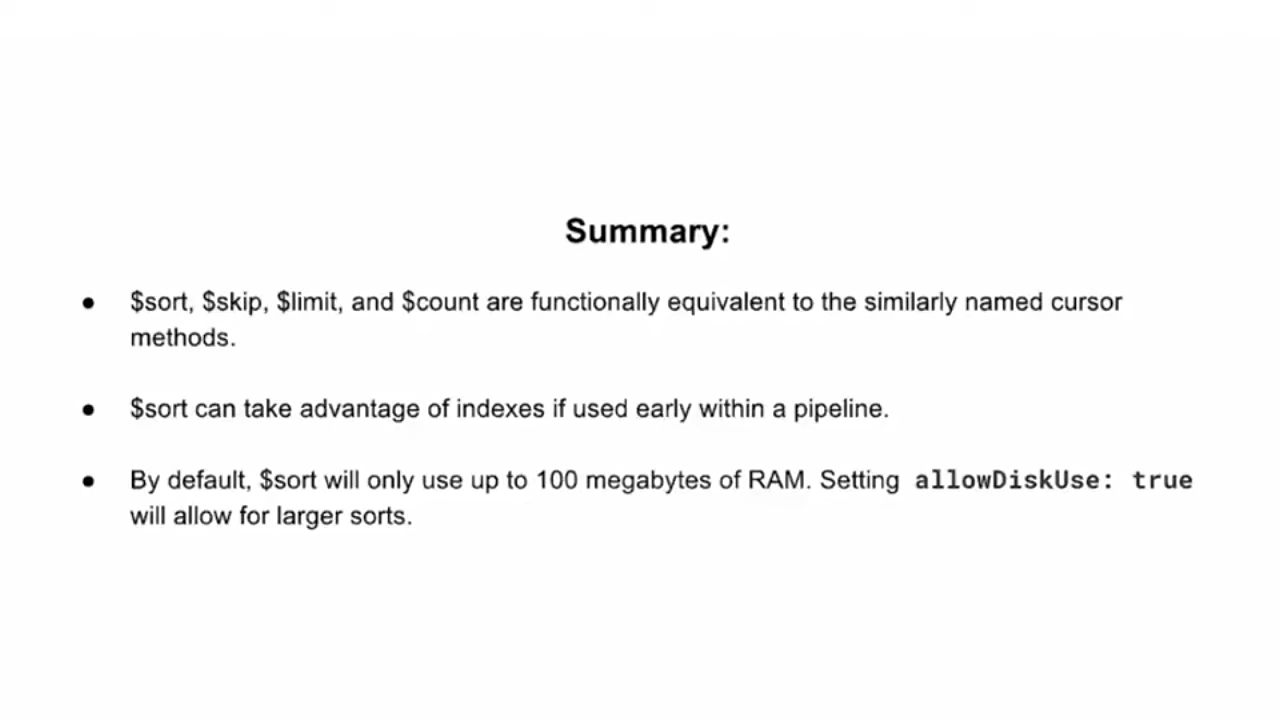 Summary:
● $sort, $skip, $limit, and $count are functionally equivalent to the similarly named cursor
methods.
● $sort can take advantage of indexes if used early within a pipeline.
● By default, $sort will only use up to 100 megabytes of RAM. Setting allowDiskUse: true
will allow for larger sorts.